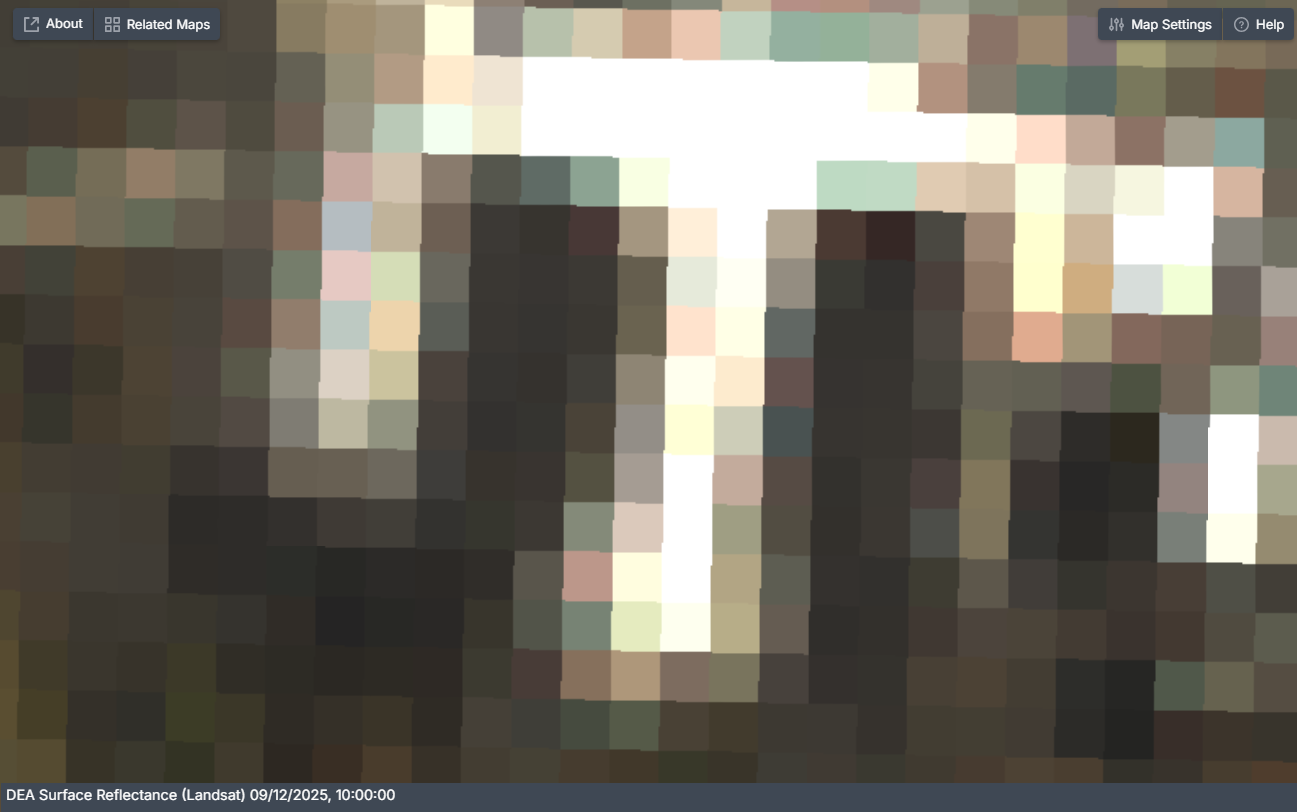 About Related Maps Map Settings Help
DEA Surface Reflectance (Landsat) 09/12/2025, 10:00:00